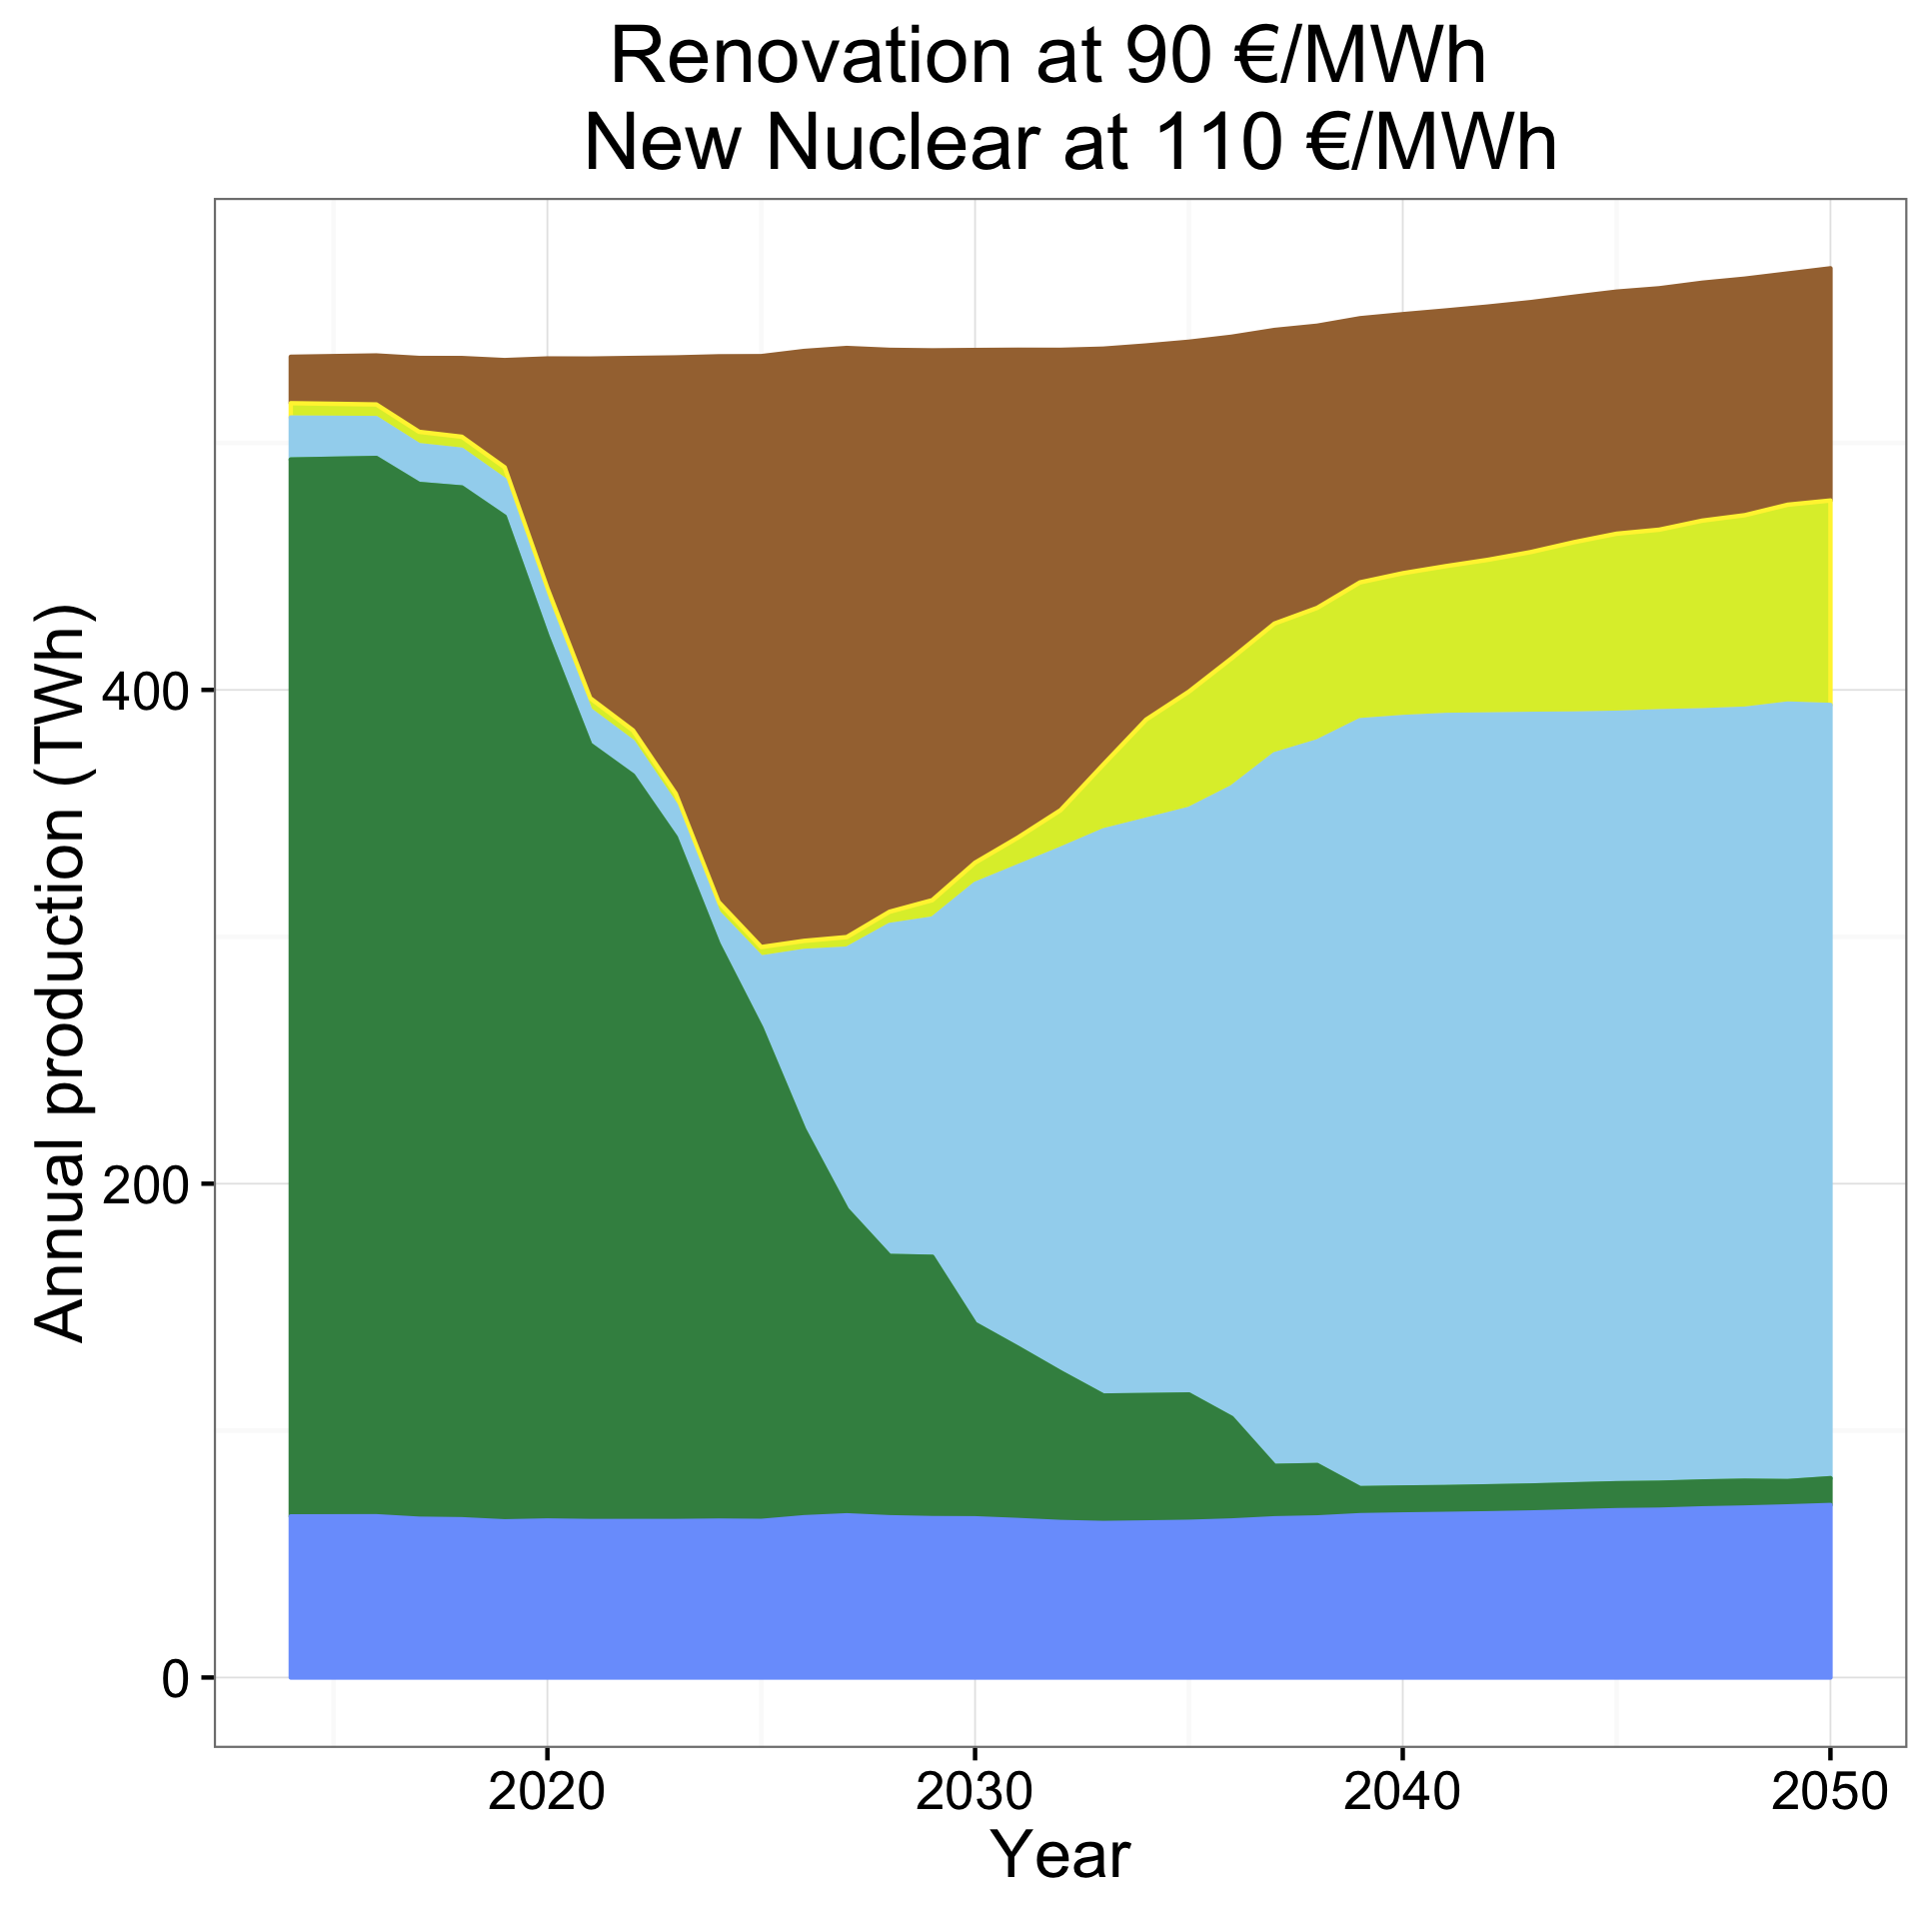 Renovation at 90 €/MWh
New Nuclear at 110 €/MWh
Annual production (TWh)
400
200
0
2020 2030 2040 2050
Year